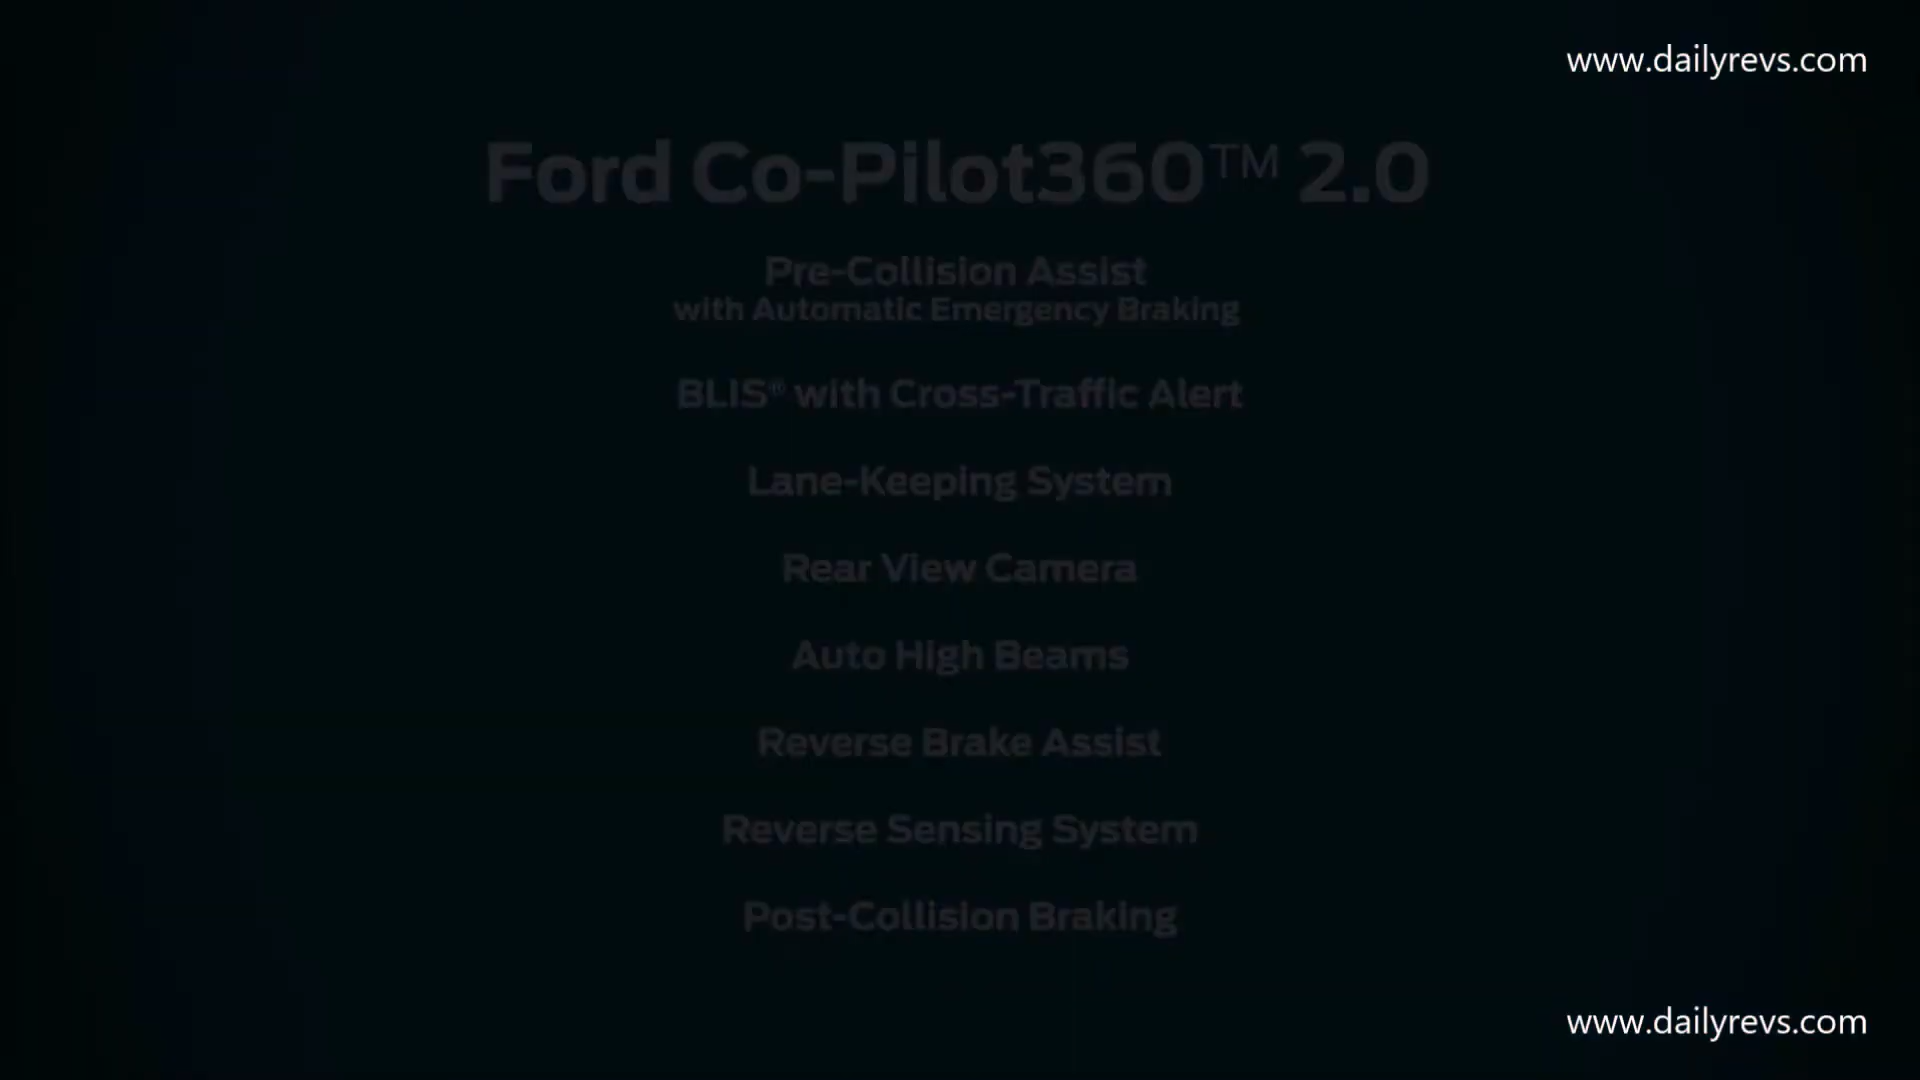 www.dailyrevs.com
Ford Co-Pilot360™ 2.0
Pre-Collision Assist
with Automatic Emergency Braking
BLIS® with Cross-Traffic Alert
Lane-Keeping System
Rear View Camera
Auto High Beams
Reverse Brake Assist
Reverse Sensing System
Post-Collision Braking
www.dailyrevs.com